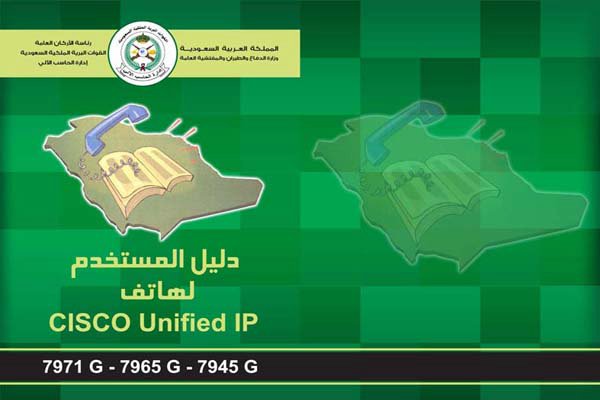 المملكة العربية السعودية
وزارة الدفاع والطيران والمفتشية العامة
رئاسة الأركان العامة
القوات البرية الملكية السعودية
إدارة الحاسب الآلي
دليل المستخدم
لهاتف
CISCO Unified IP
7971 G - 7965 G - 7945 G